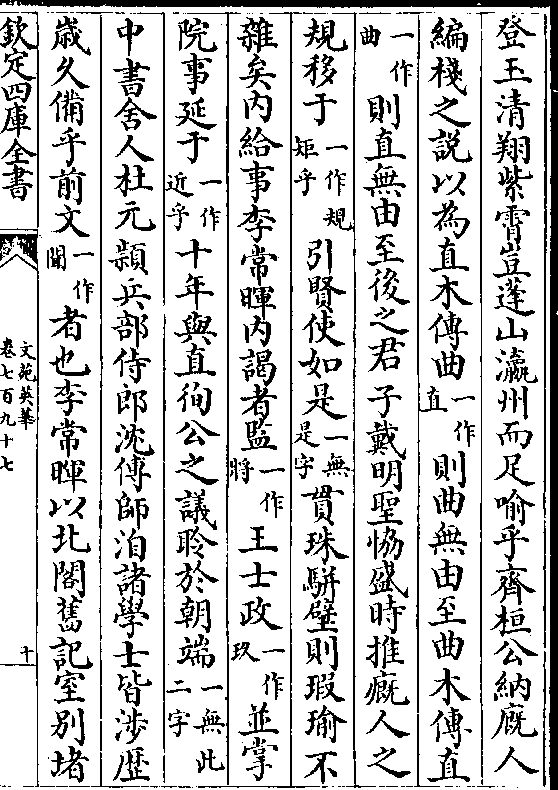 登玉清翔紫霄豈蓬山瀛州而足喻乎齊桓公納廐人
編棧之説以為直木傳曲一作直則曲無由至曲木傳直
一作曲則直無由至後之君子戴明聖恊盛時推廐人之
規移于一作規矩乎引賢使如是一無是字貫珠駢璧則瑕瑜不
雜矣内給事李常暉内謁者監一作將王士政一作玖並掌
院事延于一作近乎十年與直徇公之議聆於朝端一無此二字
中書舍人杜元頴兵部侍郎沈傳師洎諸學士皆渉歴
歳久備乎前文一作聞者也李常暉以北閣舊記室别堵
欽定四庫全書
文苑英華
卷七百九十七
十